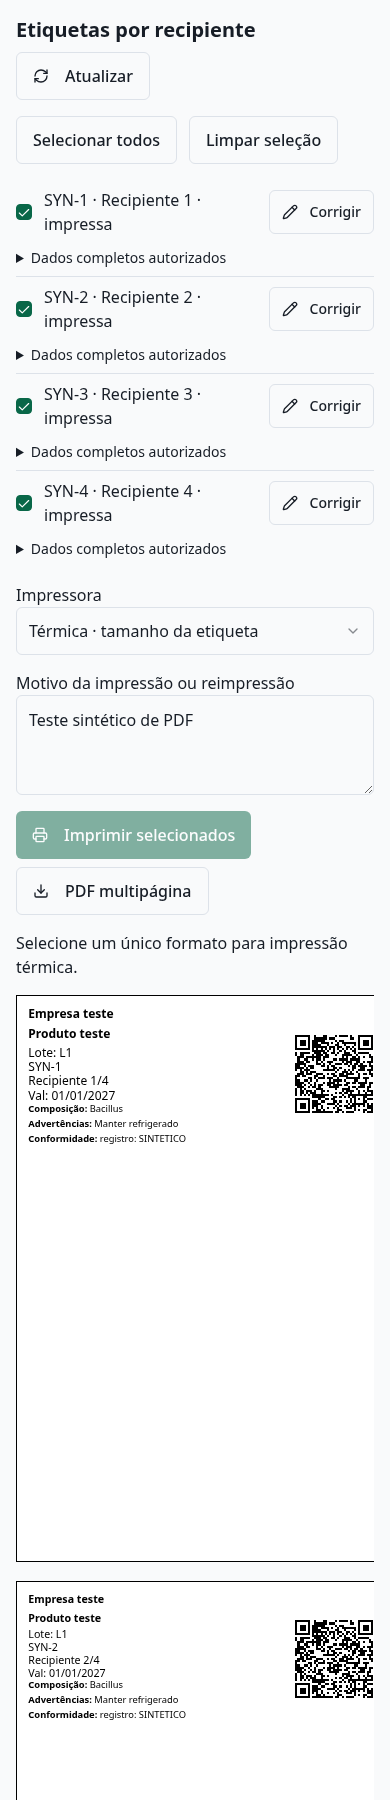 Etiquetas por recipiente
Atualizar
Selecionar todos
Limpar seleção
SYN-1 · Recipiente 1 ·
impressa
Corrigir
Dados completos autorizados
SYN-2 · Recipiente 2 ·
impressa
Corrigir
Dados completos autorizados
SYN-3 · Recipiente 3 ·
impressa
Corrigir
Dados completos autorizados
SYN-4 · Recipiente 4 ·
impressa
Corrigir
Dados completos autorizados
Impressora
Térmica · tamanho da etiqueta
Motivo da impressão ou reimpressão
Teste sintético de PDF
Imprimir selecionados
PDF multipágina
Selecione um único formato para impressão
térmica.
Empresa teste
Produto teste
Lote: L1
SYN-1
Recipiente 1/4
Val: 01/01/2027
Composição: Bacillus
Advertências: Manter refrigerado
Conformidade: registro: SINTETICO
Empresa teste
Produto teste
Lote: L1
SYN-2
Recipiente 2/4
Val: 01/01/2027
Composição: Bacillus
Advertências: Manter refrigerado
Conformidade: registro: SINTETICO